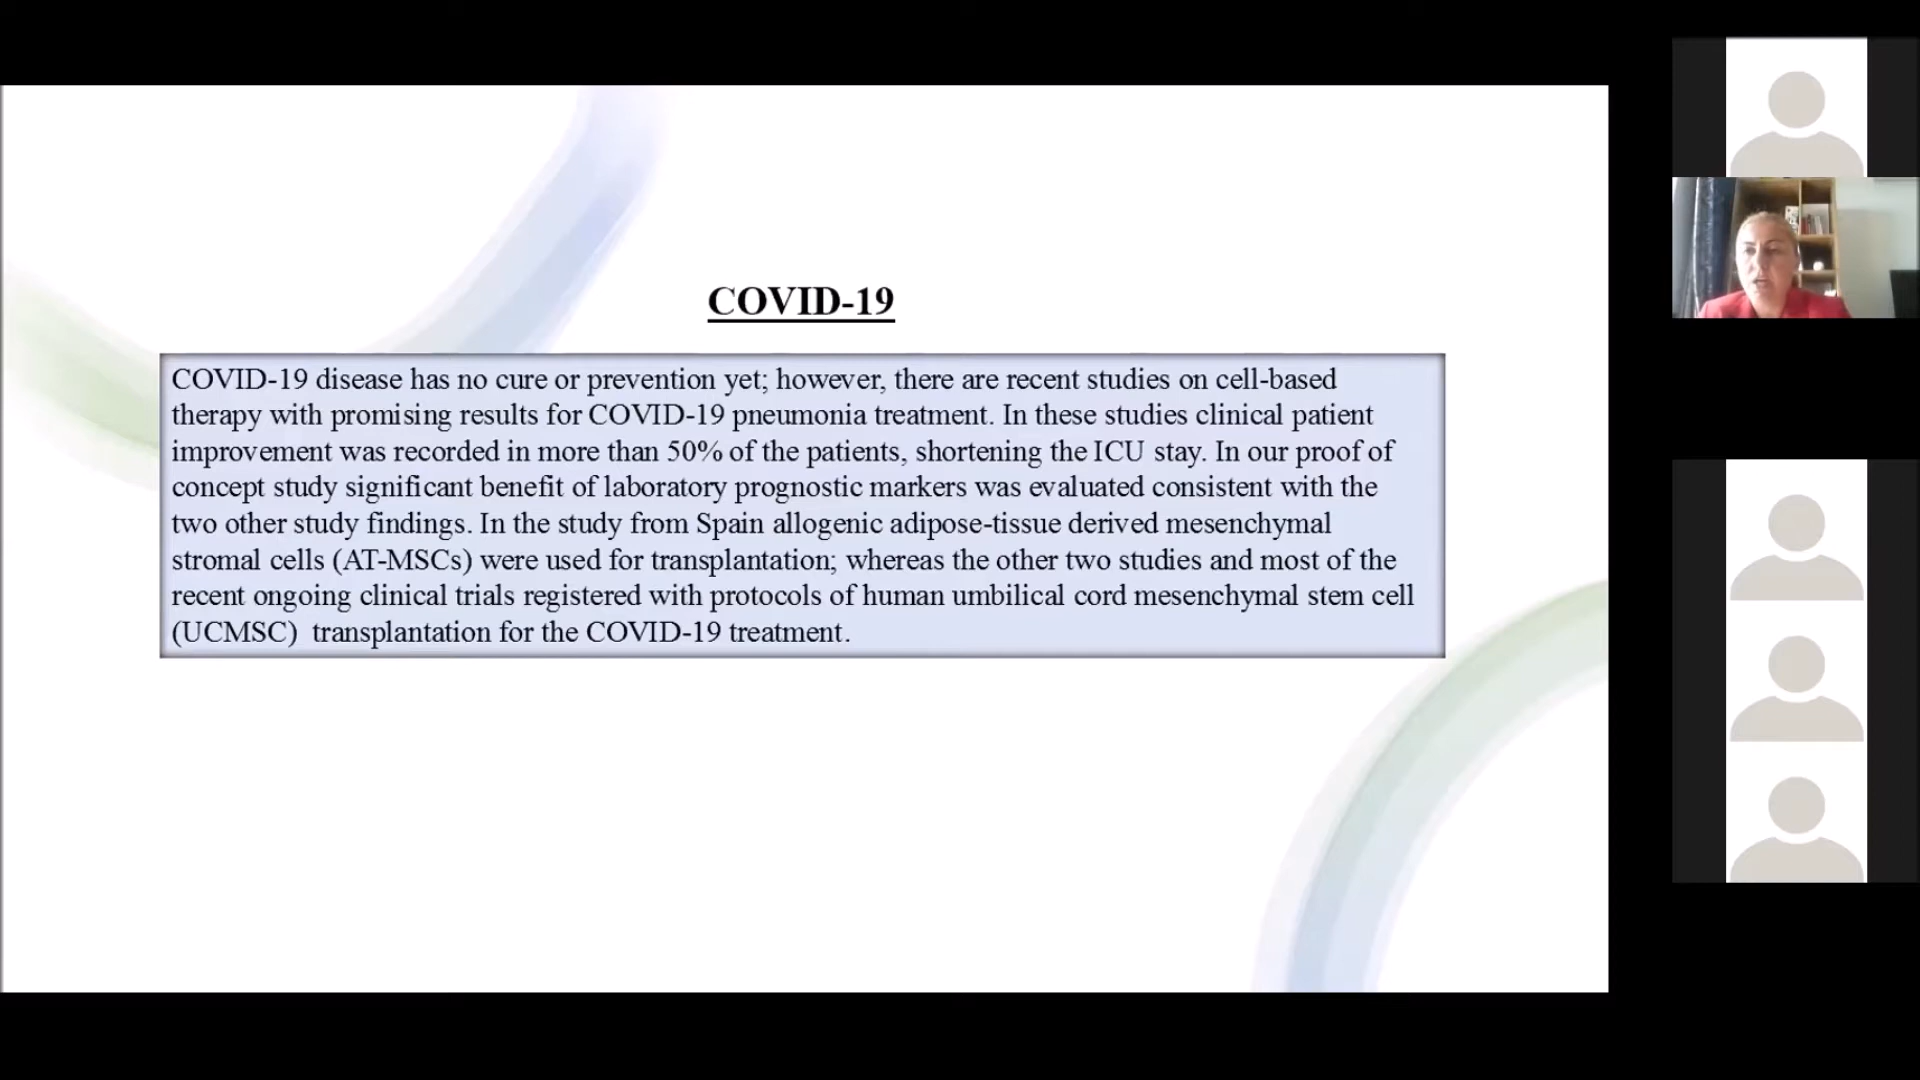 COVID-19
COVID-19 disease has no cure or prevention yet; however, there are recent studies on cell-based
therapy with promising results for COVID-19 pneumonia treatment. In these studies clinical patient
improvement was recorded in more than 50% of the patients, shortening the ICU stay. In our proof of
concept study significant benefit of laboratory prognostic markers was evaluated consistent with the
two other study findings. In the study from Spain allogenic adipose-tissue derived mesenchymal
stromal cells (AT-MSCs) were used for transplantation; whereas the other two studies and most of the
recent ongoing clinical trials registered with protocols of human umbilical cord mesenchymal stem cell
(UCMSC)  transplantation for the COVID-19 treatment.